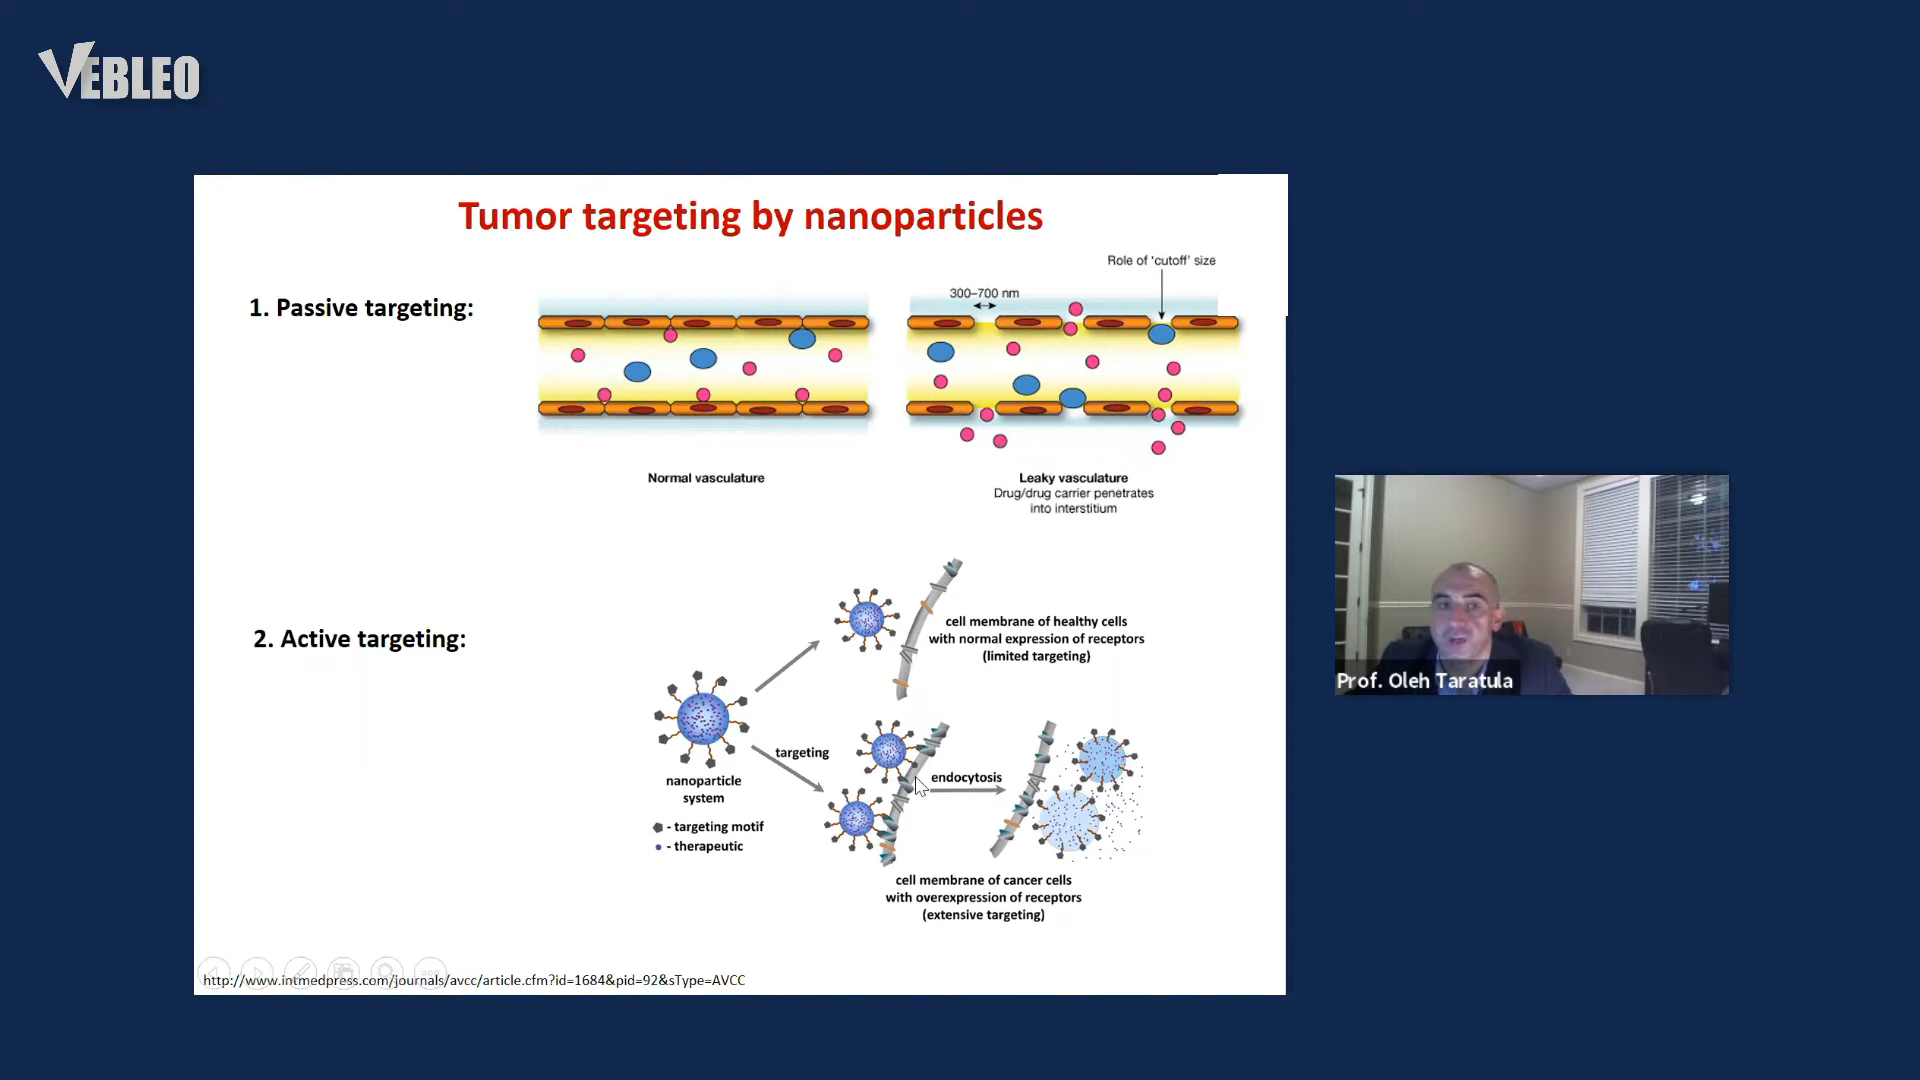 VEBLEO
Tumor targeting by nanoparticles
Role of ‘cutoff’ size
300–700 nm
1. Passive targeting:
Normal vasculature
Leaky vasculature
Drug/drug carrier penetrates
into interstitium
2. Active targeting:
cell membrane of healthy cells
with normal expression of receptors
(limited targeting)
targeting
endocytosis
nanoparticle
system
- targeting motif
- therapeutic
cell membrane of cancer cells
with overexpression of receptors
(extensive targeting)
http://www.intmedpress.com/journals/avcc/article.cfm?id=1684&pid=92&sType=AVCC
Prof. Oleh Taratula